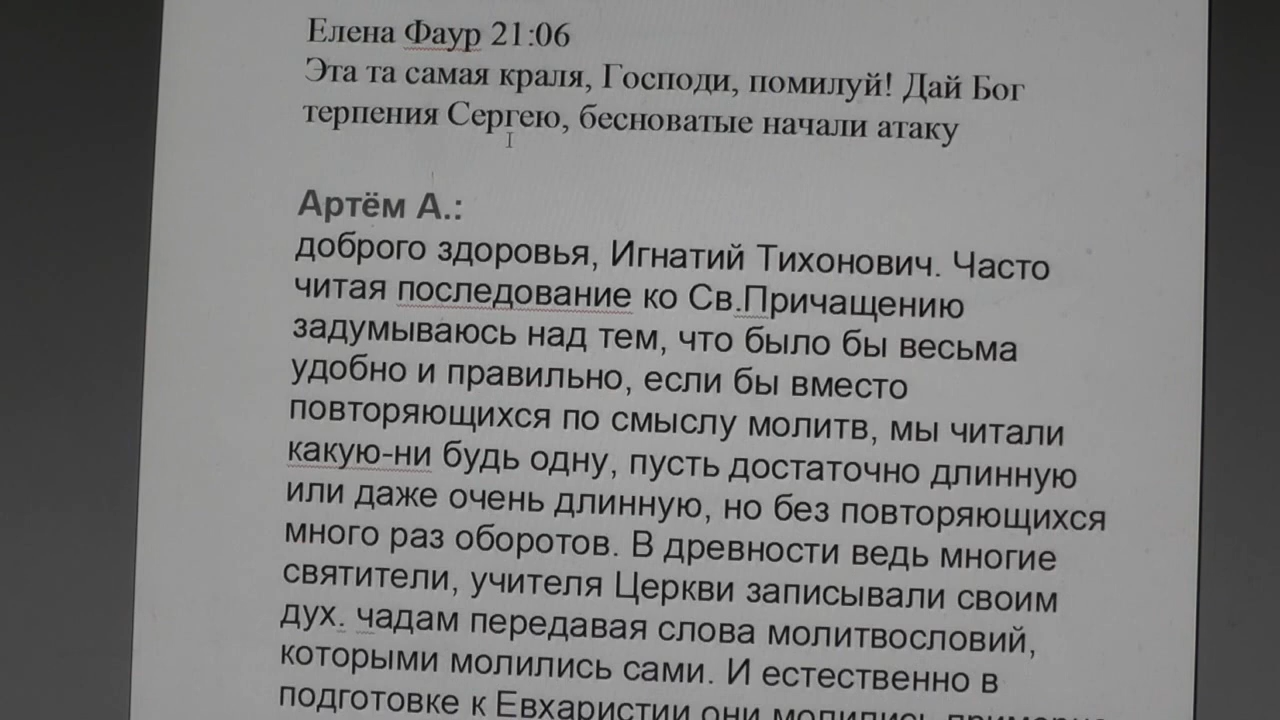 Елена Фаур 21:06
Эта та самая краля, Господи, помилуй! Дай Бог
терпения Сергею, бесноватые начали атаку
Артём А.:
доброго здоровья, Игнатий Тихонович. Часто
читая последование ко Св.Причащению
задумываюсь над тем, что было бы весьма
удобно и правильно, если бы вместо
повторяющихся по смыслу молитв, мы читали
какую-ни будь одну, пусть достаточно длинную
или даже очень длинную, но без повторяющихся
много раз оборотов. В древности ведь многие
святители, учителя Церкви записывали своим
дух. чадам передавая слова молитвословий,
которыми молились сами. И естественно в
подготовке к Евхаристии они молились